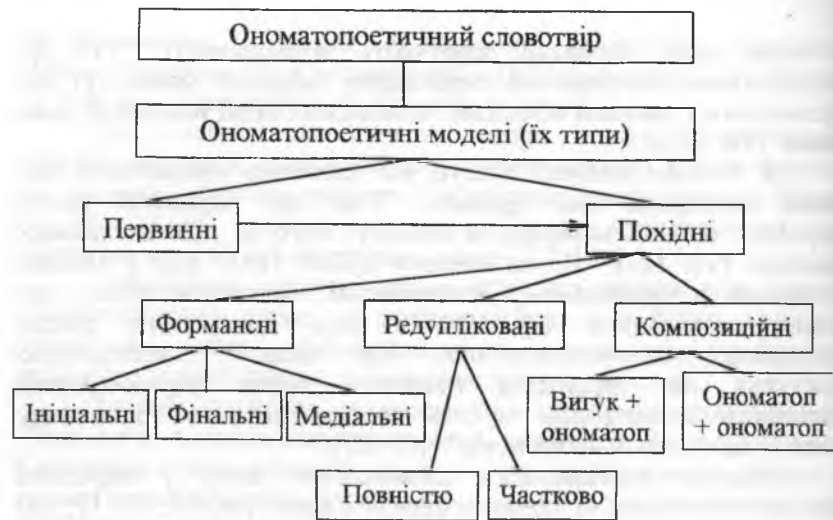 Ономатопоетичний словотвір
Ономатопоетичні моделі (їх типи)
Первинні
Похідні
Формансні
Редупліковані
Композиційні
Ініціальні
Фінальні
Медіальні
Вигук +
ономатоп
Ономатоп
+ ономатоп
Повністю
Частково